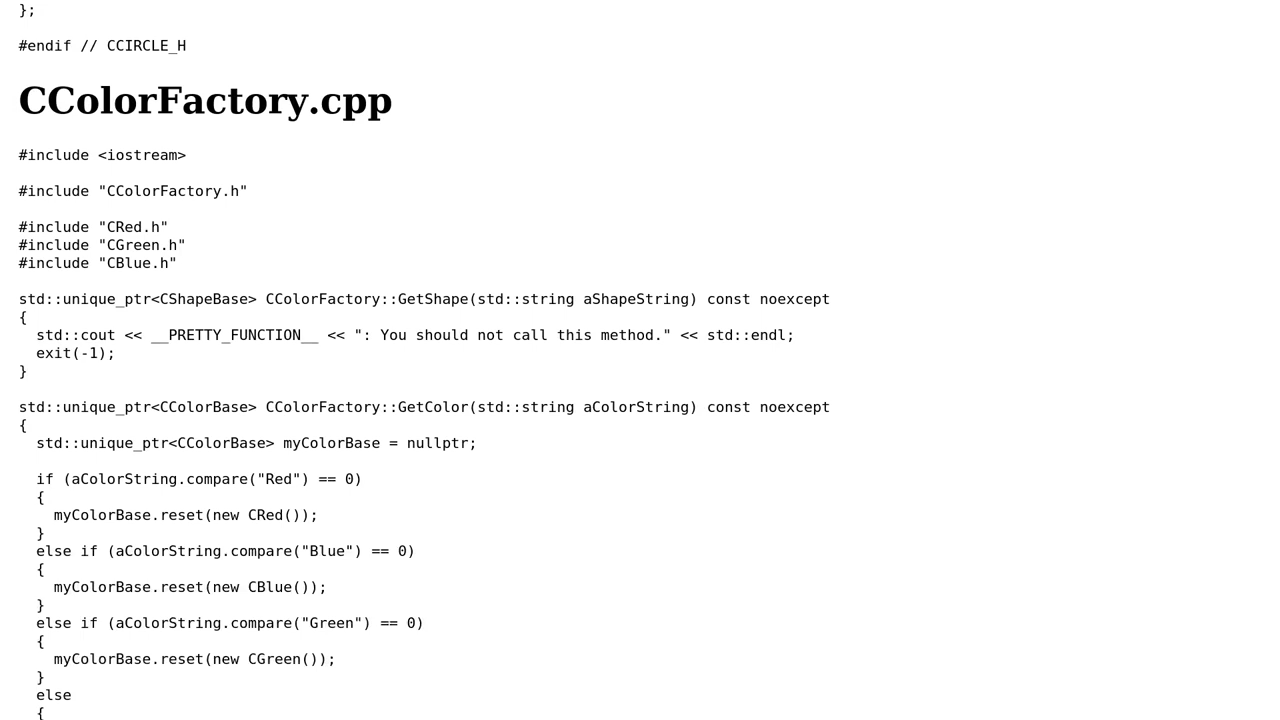 };
#endif // CCIRCLE_H
CColorFactory.cpp
#include <iostream>
#include "CColorFactory.h"
#include "CRed.h"
#include "CGreen.h"
#include "CBlue.h"
std::unique_ptr<CShapeBase> CColorFactory::GetShape(std::string aShapeString) const noexcept
{
  std::cout << __PRETTY_FUNCTION__ << ": You should not call this method." << std::endl;
  exit(-1);
}
std::unique_ptr<CColorBase> CColorFactory::GetColor(std::string aColorString) const noexcept
{
  std::unique_ptr<CColorBase> myColorBase = nullptr;
  if (aColorString.compare("Red") == 0)
  {
    myColorBase.reset(new CRed());
  }
  else if (aColorString.compare("Blue") == 0)
  {
    myColorBase.reset(new CBlue());
  }
  else if (aColorString.compare("Green") == 0)
  {
    myColorBase.reset(new CGreen());
  }
  else
  {